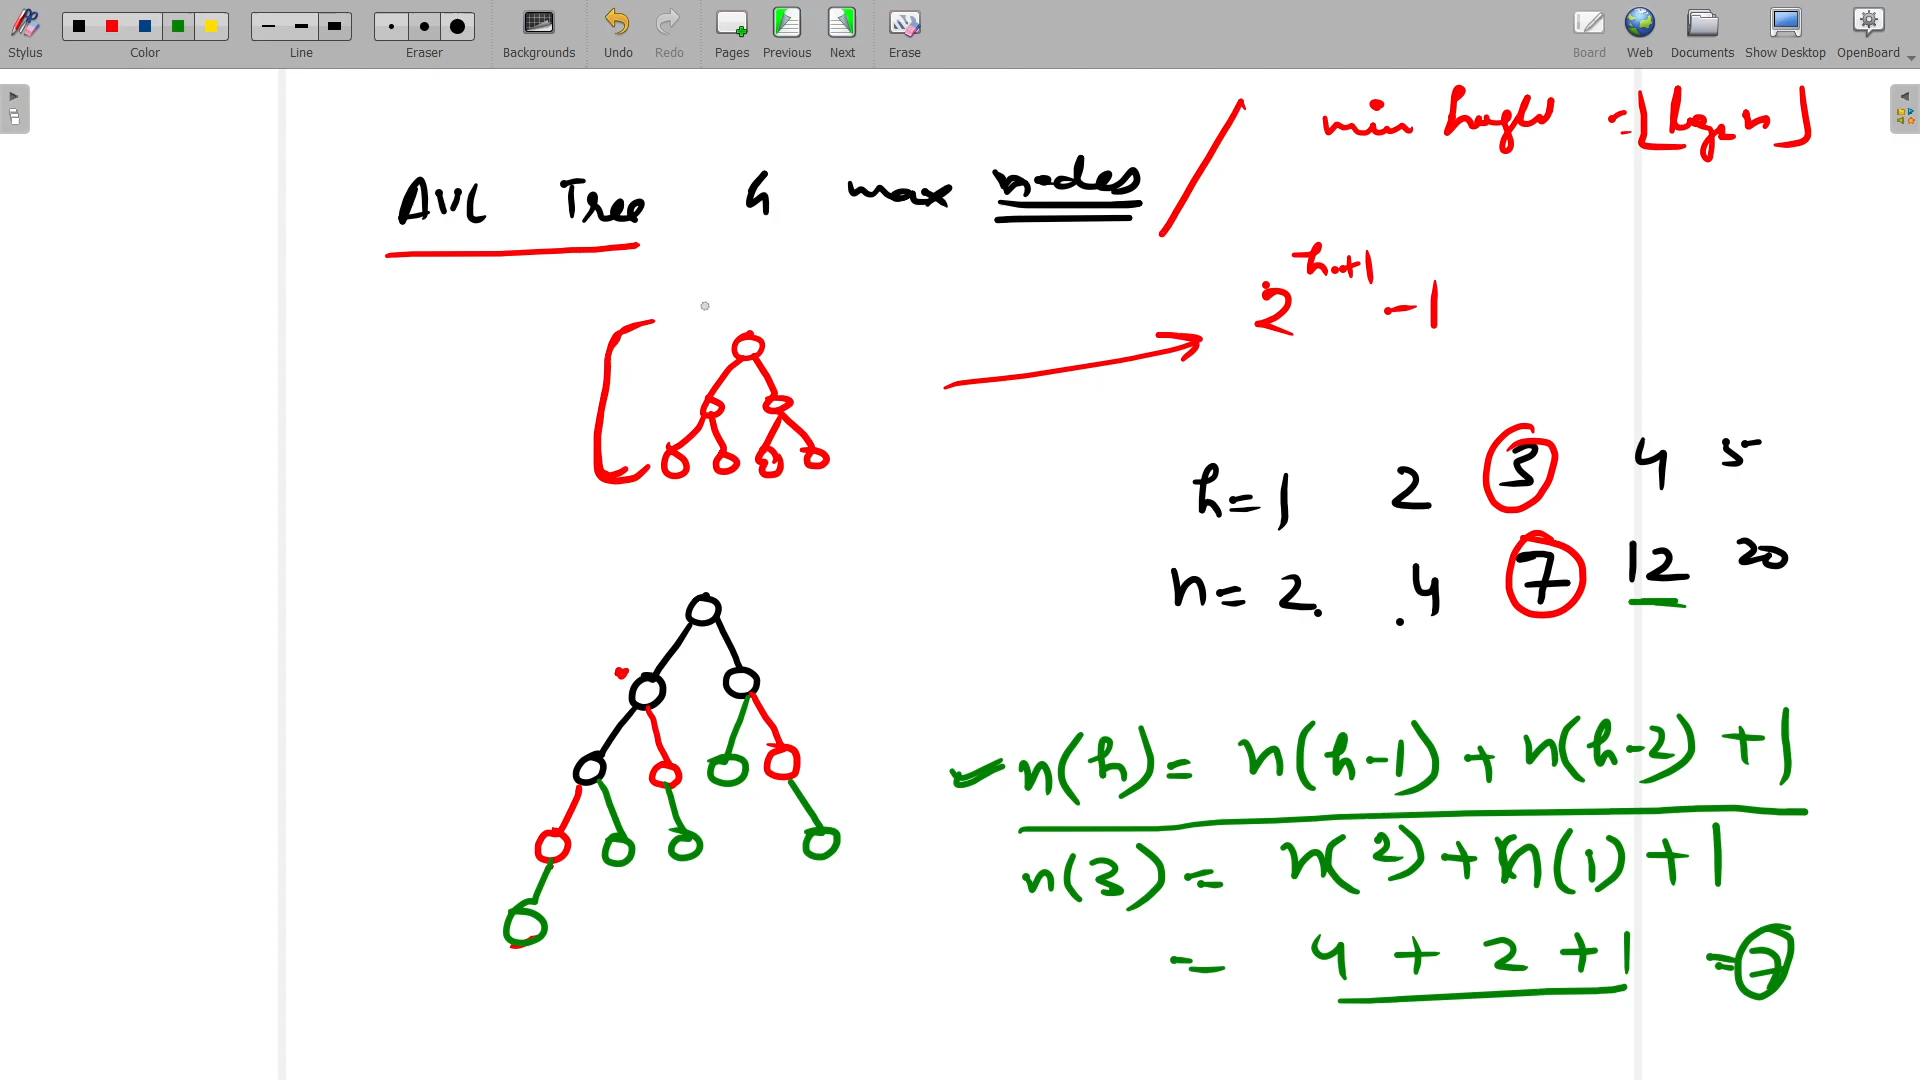 Stylus Color Line Eraser Backgrounds Undo Redo Pages Previous Next Erase Board Web Documents Show Desktop OpenBoard
min height = ⌊log₂ n⌋
AVL Tree h max nodes
2^(h+1) - 1
h = 1 2 3 4 5
n = 2 4 7 12 20
n(h) = n(h-1) + n(h-2) + 1
n(3) = n(2) + n(1) + 1
= 4 + 2 + 1 = 7